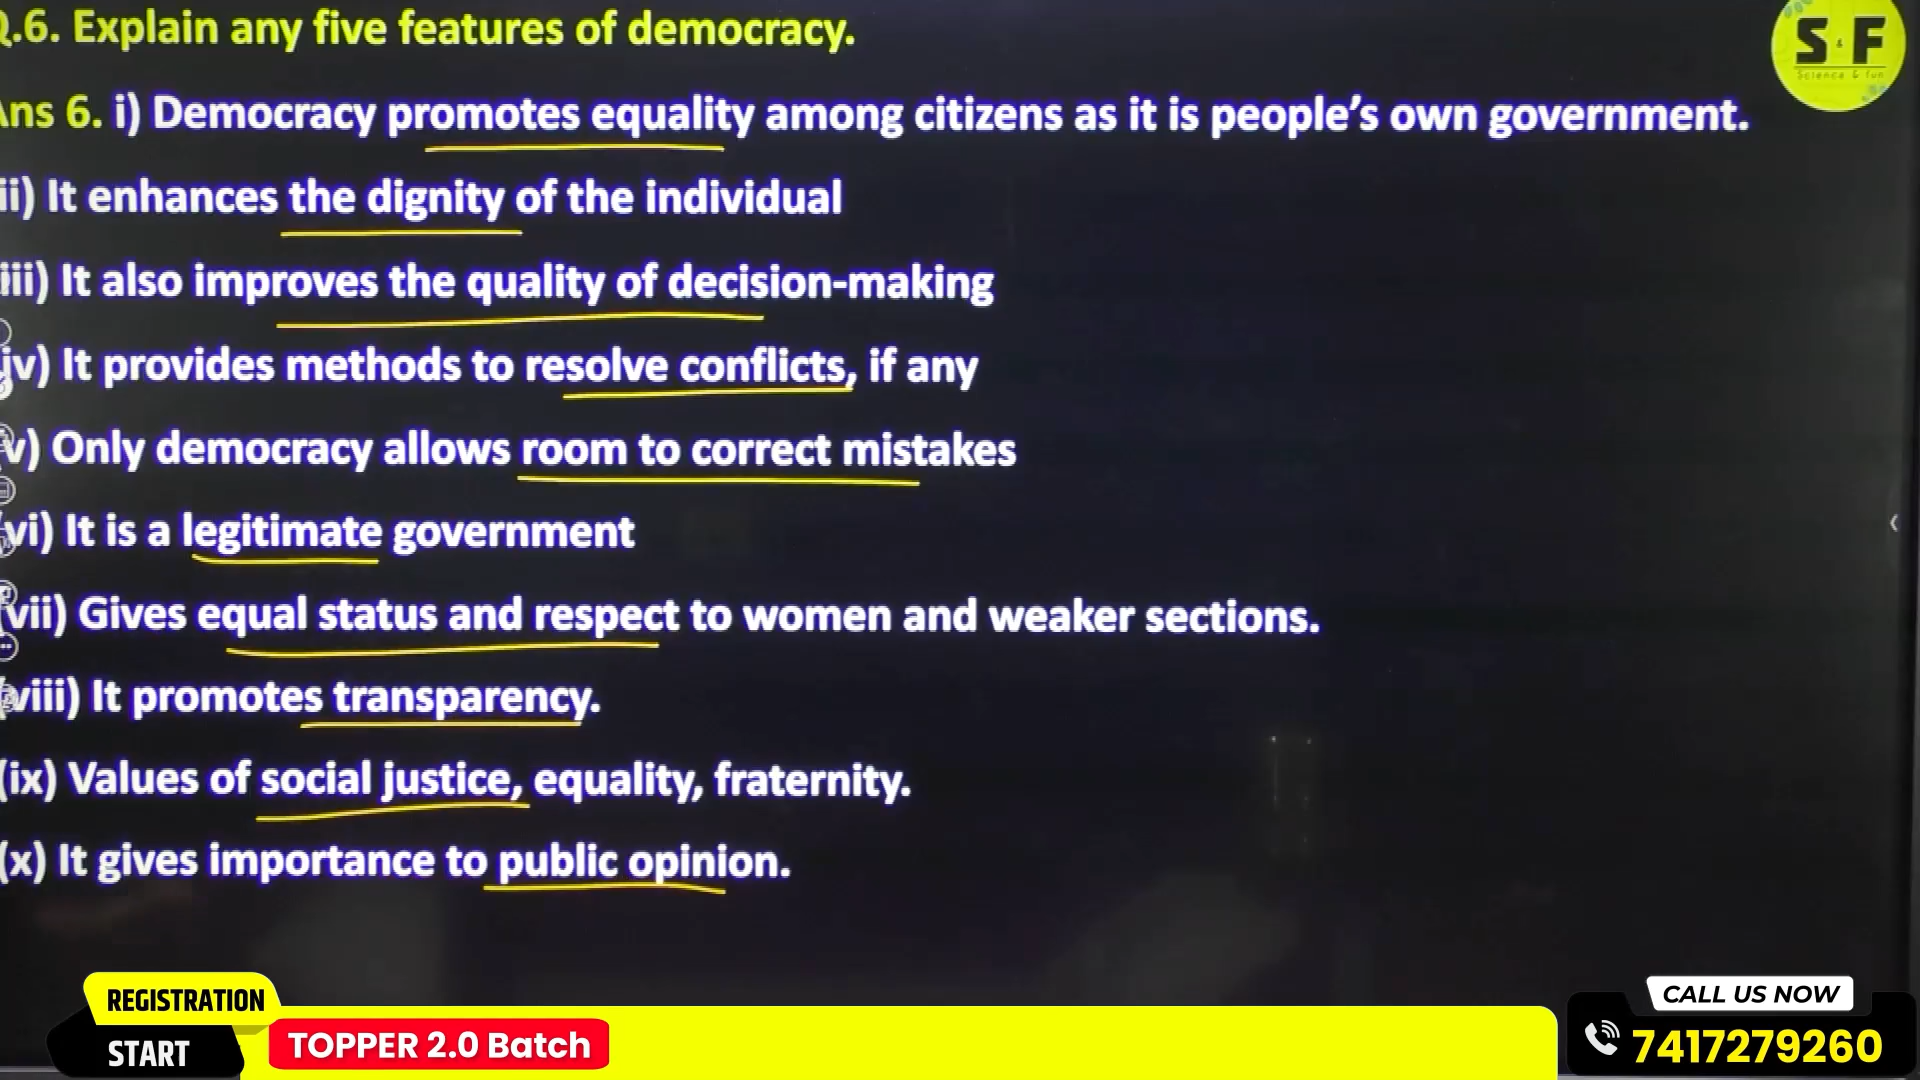 Q.6. Explain any five features of democracy.
Ans 6. i) Democracy promotes equality among citizens as it is people's own government.
ii) It enhances the dignity of the individual
iii) It also improves the quality of decision-making
iv) It provides methods to resolve conflicts, if any
v) Only democracy allows room to correct mistakes
(vi) It is a legitimate government
(vii) Gives equal status and respect to women and weaker sections.
(viii) It promotes transparency.
(ix) Values of social justice, equality, fraternity.
(x) It gives importance to public opinion.
S & F
Science & fun
REGISTRATION
START
TOPPER 2.0 Batch
CALL US NOW
7417279260